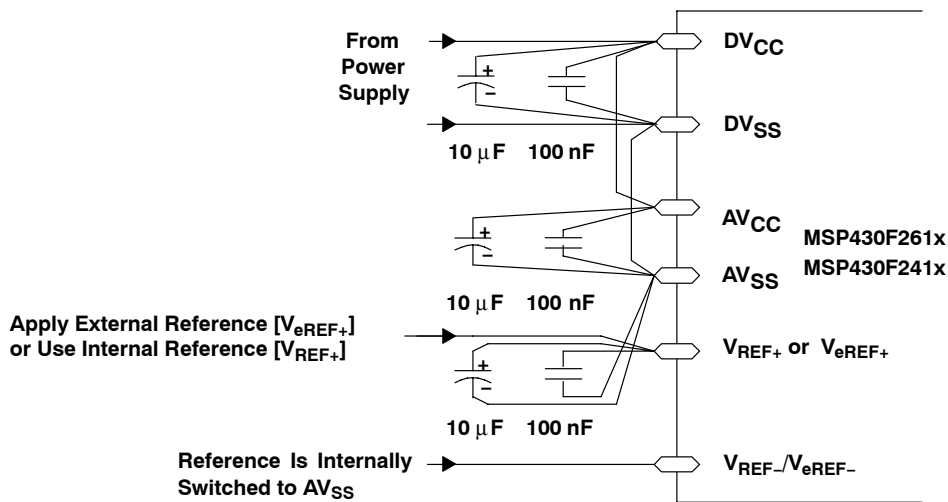 From
Power
Supply
DVCC
DVSS
+
−
10 μF 100 nF
AVCC
MSP430F261x
MSP430F241x
AVSS
+
−
10 μF 100 nF
Apply External Reference [VeREF+]
or Use Internal Reference [VREF+]
VREF+ or VeREF+
+
−
10 μF 100 nF
Reference Is Internally
Switched to AVSS
VREF−/VeREF−